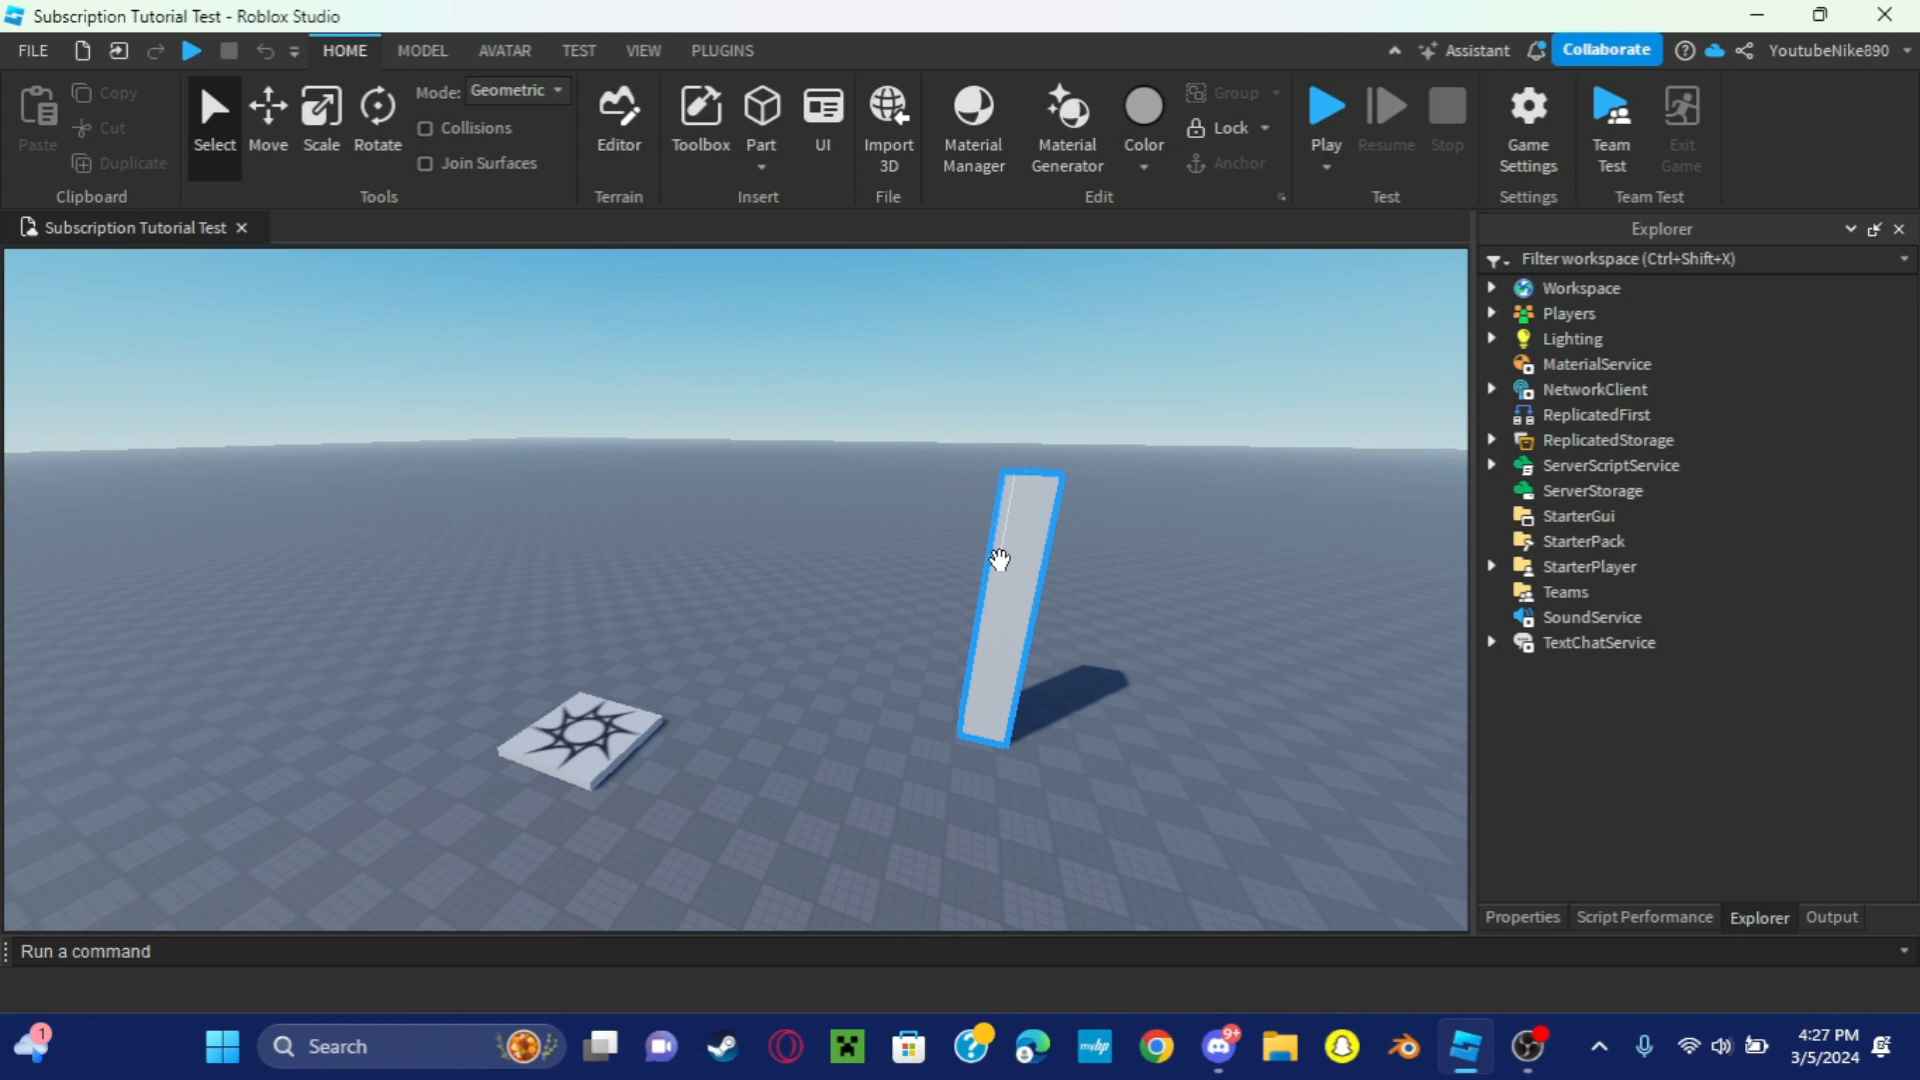 Subscription Tutorial Test - Roblox Studio
FILE
HOME
MODEL
AVATAR
TEST
VIEW
PLUGINS
Assistant
Collaborate
YoutubeNike890
Paste
Copy
Cut
Duplicate
Clipboard
Select
Move
Scale
Rotate
Mode: Geometric
Collisions
Join Surfaces
Tools
Editor
Terrain
Toolbox
Part
UI
Insert
Import
3D
File
Material
Manager
Material
Generator
Color
Group
Lock
Anchor
Edit
Play
Resume
Stop
Test
Game
Settings
Settings
Team
Test
Exit
Game
Team Test
Subscription Tutorial Test
Explorer
Filter workspace (Ctrl+Shift+X)
Workspace
Players
Lighting
MaterialService
NetworkClient
ReplicatedFirst
ReplicatedStorage
ServerScriptService
ServerStorage
StarterGui
StarterPack
StarterPlayer
Teams
SoundService
TextChatService
Properties
Script Performance
Explorer
Output
Run a command
1
Search
myhp
9+
4:27 PM
3/5/2024